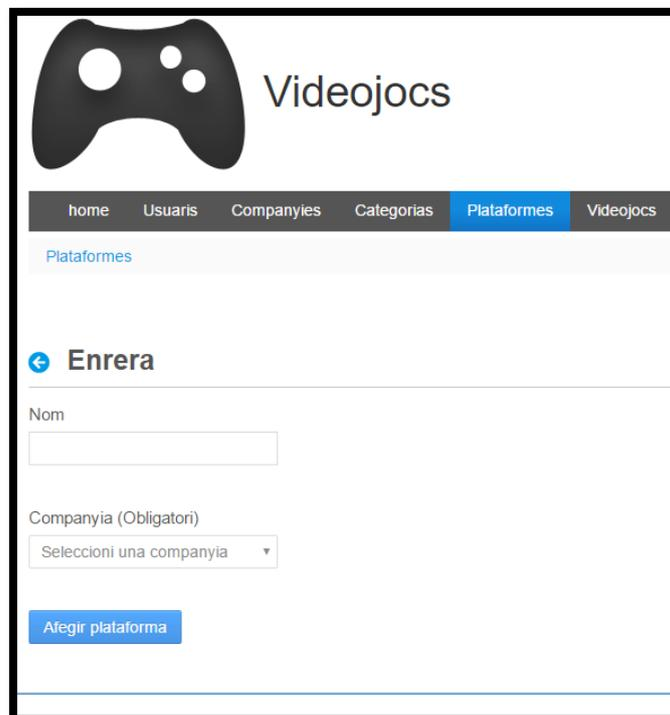 Videojocs
home Usuaris Companyies Categorias Plataformes Videojocs
Plataformes
Enrera
Nom
Companyia (Obligatori)
Seleccioni una companyia
Afegir plataforma